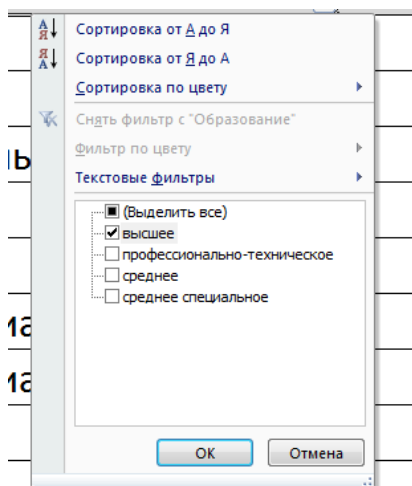 Сортировка от А до Я
Сортировка от Я до А
Сортировка по цвету
Снять фильтр с "Образование"
Фильтр по цвету
Текстовые фильтры
(Выделить все)
высшее
профессионально-техническое
среднее
среднее специальное
ОК
Отмена